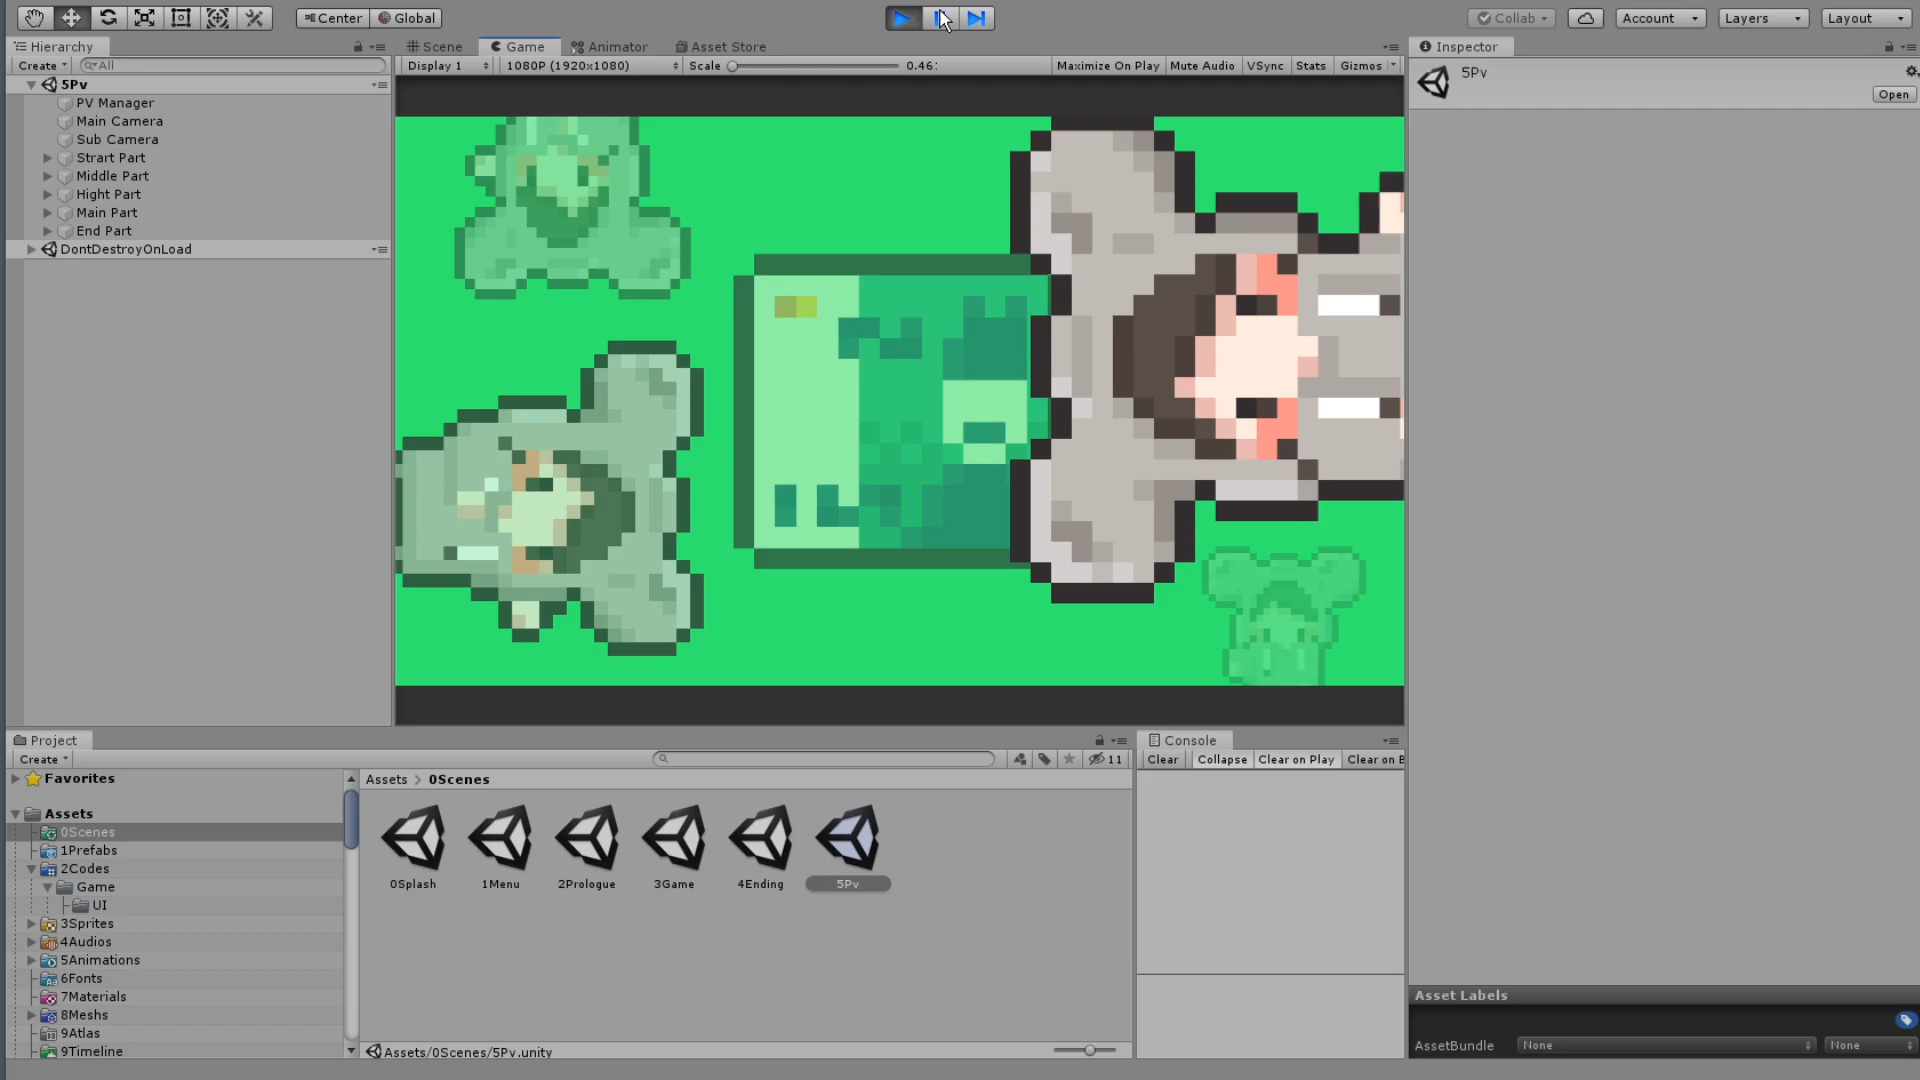 Center
Global
Collab
Account
Layers
Layout
Hierarchy
Scene
Game
Animator
Asset Store
Inspector
Create
All
Display 1
1080P (1920x1080)
Scale
0.46:
Maximize On Play
Mute Audio
VSync
Stats
Gizmos
5Pv
Open
5Pv
PV Manager
Main Camera
Sub Camera
Strart Part
Middle Part
Hight Part
Main Part
End Part
DontDestroyOnLoad
Project
Console
Create
11
Clear
Collapse
Clear on Play
Clear on B
Favorites
Assets > 0Scenes
Assets
0Scenes
1Prefabs
2Codes
Game
UI
3Sprites
4Audios
5Animations
6Fonts
7Materials
8Meshs
9Atlas
9Timeline
0Splash
1Menu
2Prologue
3Game
4Ending
5Pv
Assets/0Scenes/5Pv.unity
Asset Labels
AssetBundle
None
None